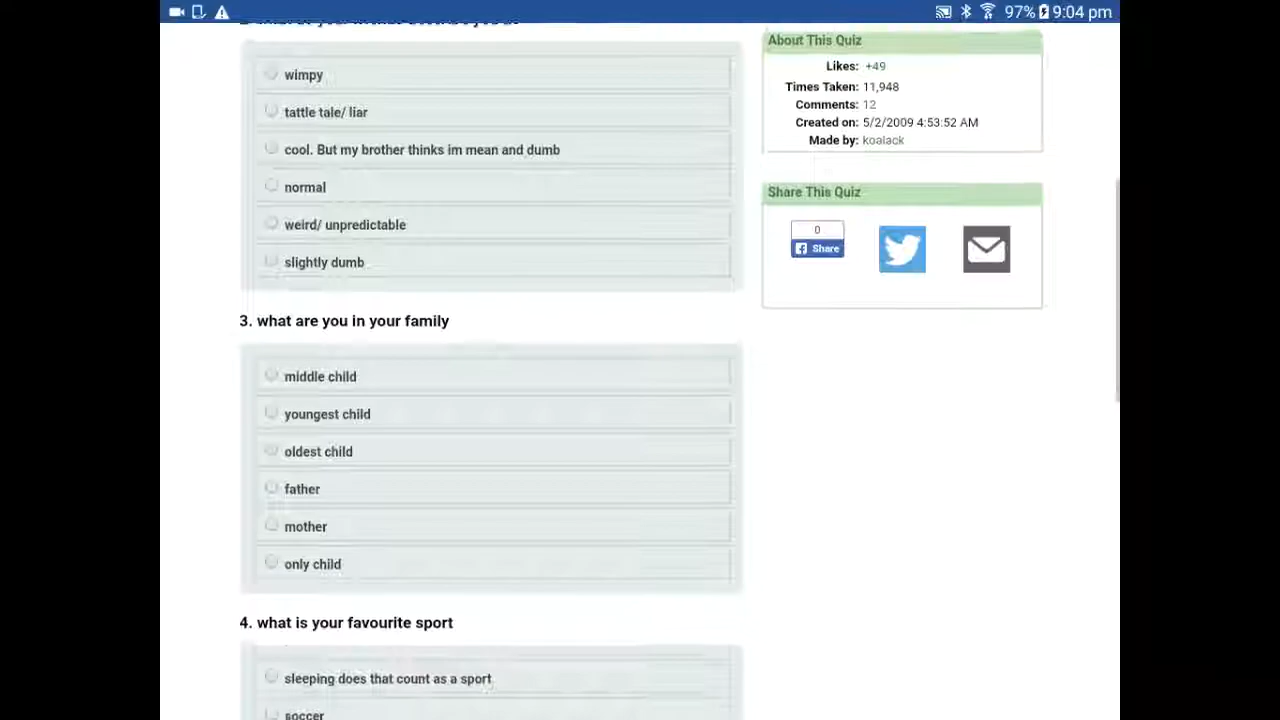 97% 9:04 pm
wimpy
tattle tale/ liar
cool. But my brother thinks im mean and dumb
normal
weird/ unpredictable
slightly dumb
3. what are you in your family
middle child
youngest child
oldest child
father
mother
only child
4. what is your favourite sport
sleeping does that count as a sport
soccer
About This Quiz
Likes: +49
Times Taken: 11,948
Comments: 12
Created on: 5/2/2009 4:53:52 AM
Made by: koalack
Share This Quiz
0
Share